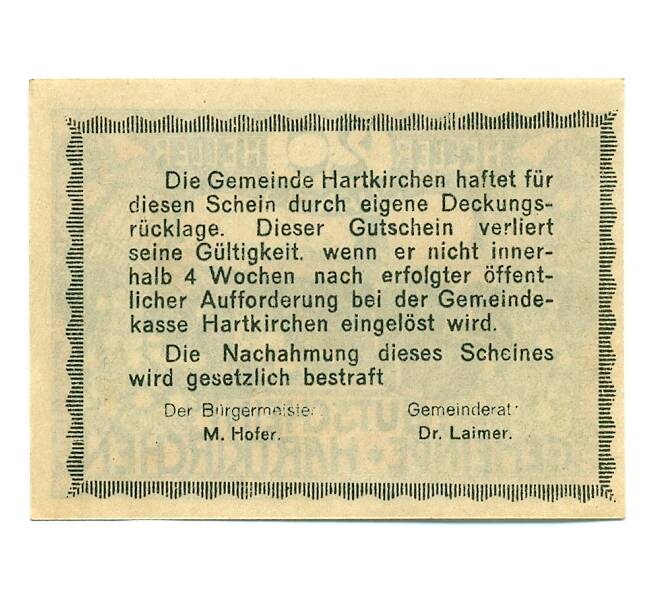 Die Gemeinde Hartkirchen haftet für
diesen Schein durch eigene Deckungs-
rücklage. Dieser Gutschein verliert
seine Gültigkeit, wenn er nicht inner-
halb 4 Wochen nach erfolgter öffent-
licher Aufforderung bei der Gemeinde-
kasse Hartkirchen eingelöst wird.
Die Nachahmung dieses Scheines
wird gesetzlich bestraft
Der Bürgermeister: Gemeinderat:
M. Hofer. Dr. Laimer.